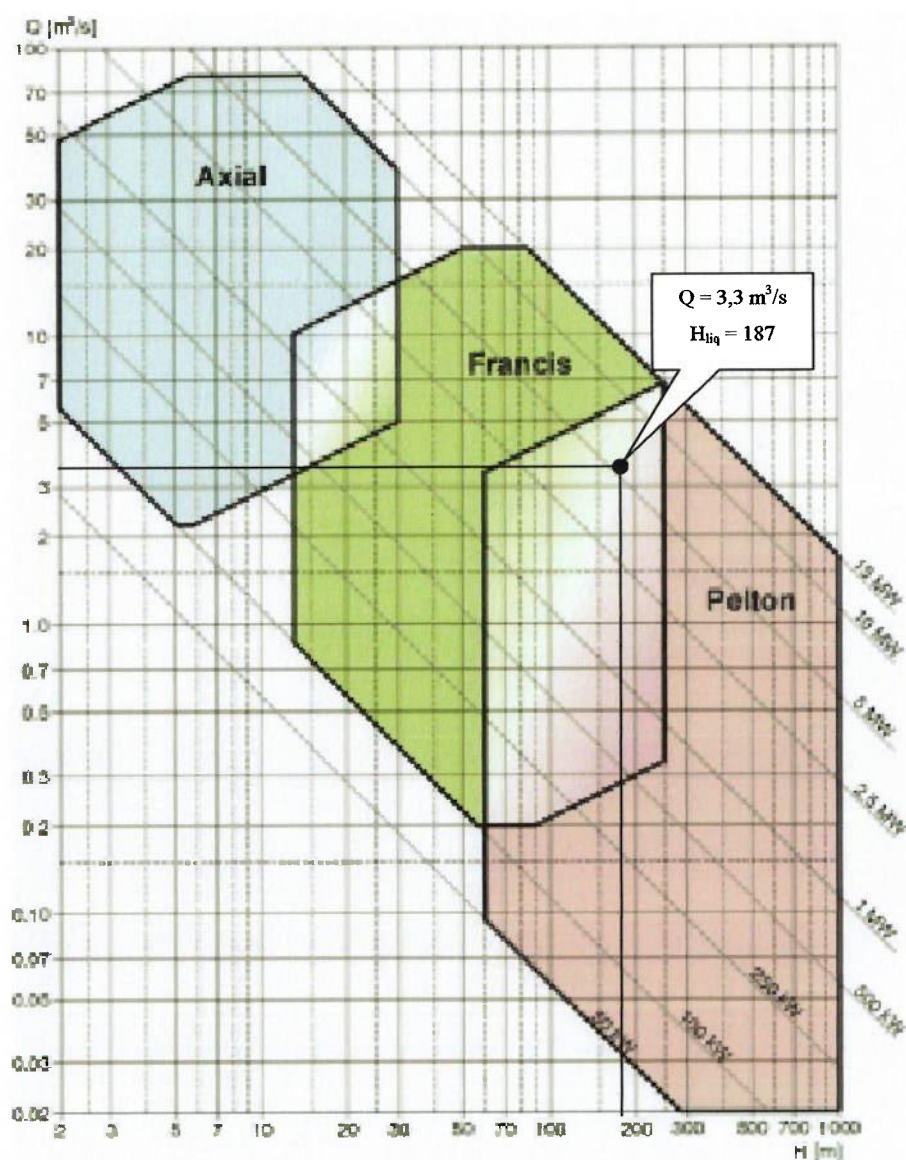 Q [m³/s]
100
70
50
30
20
10
7
5
3
2
1.0
0.7
0.5
0.3
0.2
0.10
0.07
0.05
0.03
0.02
Axial
Francis
Pelton
Q = 3,3 m³/s
H liq = 187
15 MW
10 MW
5 MW
2.5 MW
1 MW
500 kW
250 kW
100 kW
50 kW
2 3 5 7 10 20 30 50 70 100 200 300 500 700 1000
H [m]